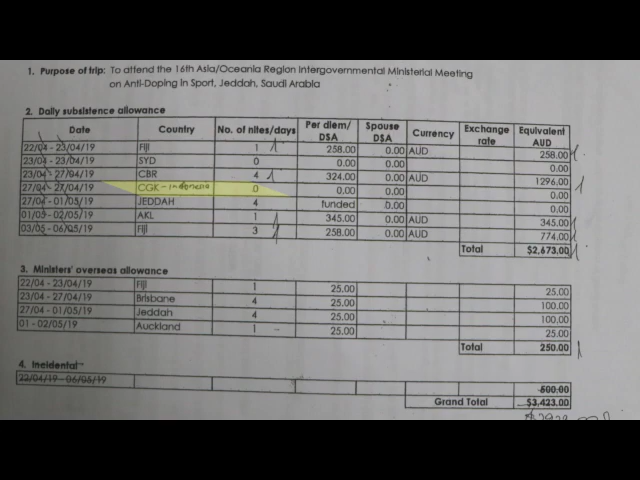 1. Purpose of trip: To attend the 16th Asia/Oceania Region Intergovernmental Ministerial Meeting
on Anti-Doping in Sport, Jeddah, Saudi Arabia
2. Daily subsistence allowance
Date Country No. of nites/days Per diem/DSA Spouse DSA Currency Exchange rate Equivalent AUD
22/04 - 23/04/19 Fiji 1 258.00 0.00 AUD 258.00
23/04 - 23/04/19 SYD 0 0.00 0.00 0.00
23/04 - 27/04/19 CBR 4 324.00 0.00 AUD 1296.00
27/04 - 27/04/19 CGK - Indonesia 0 0.00 0.00 0.00
27/04 - 01/05/19 JEDDAH 4 funded 0.00 0.00
01/05 - 02/05/19 AKL 1 345.00 0.00 AUD 345.00
03/05 - 06/05/19 Fiji 3 258.00 0.00 AUD 774.00
Total $2,673.00
3. Ministers' overseas allowance
22/04 - 23/04/19 Fiji 1 25.00 25.00
23/04 - 27/04/19 Brisbane 4 25.00 100.00
27/04 - 01/05/19 Jeddah 4 25.00 100.00
01 - 02/05/19 Auckland 1 25.00 25.00
Total 250.00
4. Incidental
22/04/19 - 06/05/19 500.00
Grand Total $3,423.00